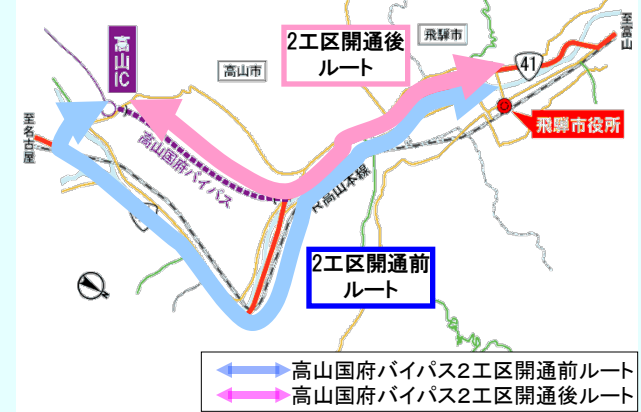 2工区開通後
ルート
飛騨市
至富山
41
高山IC
高山市
至名古屋
飛騨市役所
高山国府バイパス
高山本線
2工区開通前
ルート
高山国府バイパス2工区開通前ルート
高山国府バイパス2工区開通後ルート